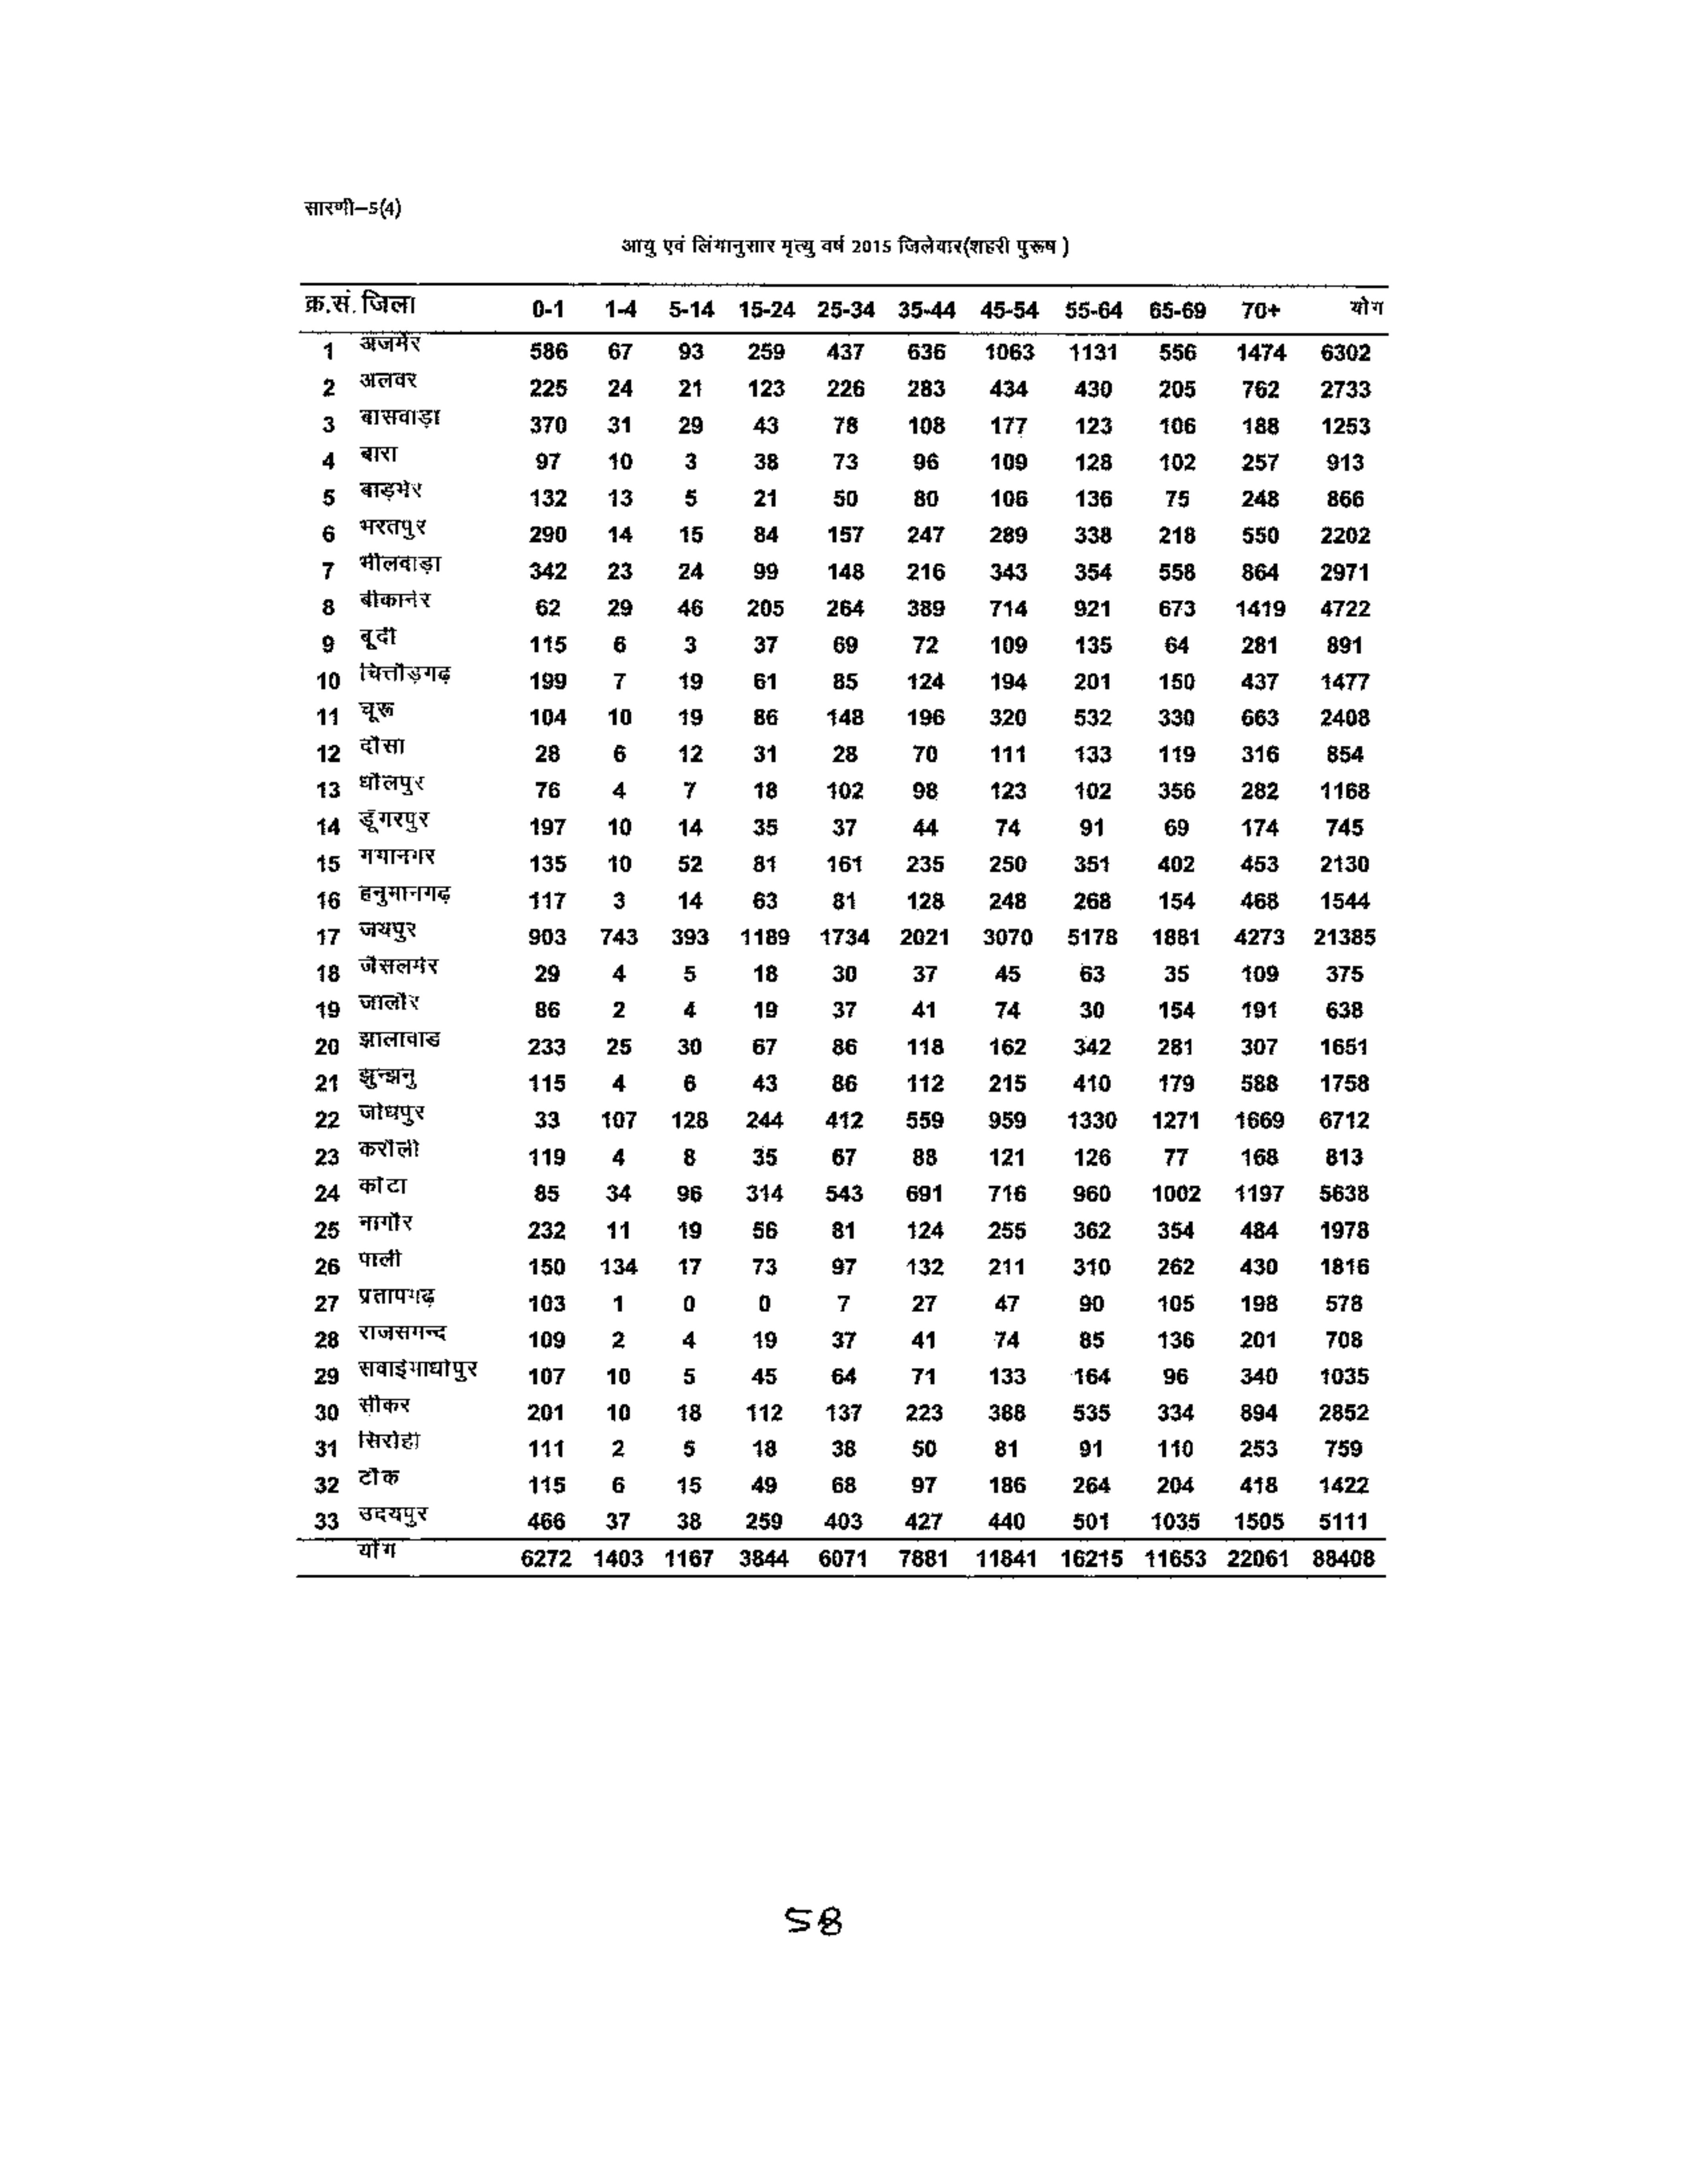 सारणी–5(4)
आयु एवं लिंगानुसार मृत्यु वर्ष 2015 जिलेवार(शहरी पुरूष )
क्र.सं. जिला 0-1 1-4 5-14 15-24 25-34 35-44 45-54 55-64 65-69 70+ योग
1 अजमेर 586 67 93 259 437 636 1063 1131 556 1474 6302
2 अलवर 225 24 21 123 226 283 434 430 205 762 2733
3 बासवाड़ा 370 31 29 43 78 108 177 123 106 188 1253
4 बारा 97 10 3 38 73 96 109 128 102 257 913
5 बाड़मेर 132 13 5 21 50 80 106 136 75 248 866
6 भरतपुर 290 14 15 84 157 247 289 338 218 550 2202
7 भीलवाड़ा 342 23 24 99 148 216 343 354 558 864 2971
8 बीकानेर 62 29 46 205 264 389 714 921 673 1419 4722
9 बूदी 115 6 3 37 69 72 109 135 64 281 891
10 चित्तौड़गढ़ 199 7 19 61 85 124 194 201 150 437 1477
11 चूरू 104 10 19 86 148 196 320 532 330 663 2408
12 दौसा 28 6 12 31 28 70 111 133 119 316 854
13 धौलपुर 76 4 7 18 102 98 123 102 356 282 1168
14 डूँगरपुर 197 10 14 35 37 44 74 91 69 174 745
15 गगानगर 135 10 52 81 161 235 250 351 402 453 2130
16 हनुमानगढ़ 117 3 14 63 81 128 248 268 154 468 1544
17 जयपुर 903 743 393 1189 1734 2021 3070 5178 1881 4273 21385
18 जैसलमेर 29 4 5 18 30 37 45 63 35 109 375
19 जालौर 86 2 4 19 37 41 74 30 154 191 638
20 झालावाड 233 25 30 67 86 118 162 342 281 307 1651
21 झुन्झनु 115 4 6 43 86 112 215 410 179 588 1758
22 जोधपुर 33 107 128 244 412 559 959 1330 1271 1669 6712
23 करौली 119 4 8 35 67 88 121 126 77 168 813
24 कोटा 85 34 96 314 543 691 716 960 1002 1197 5638
25 नागौर 232 11 19 56 81 124 255 362 354 484 1978
26 पाली 150 134 17 73 97 132 211 310 262 430 1816
27 प्रतापगढ़ 103 1 0 0 7 27 47 90 105 198 578
28 राजसमन्द 109 2 4 19 37 41 74 85 136 201 708
29 सवाईमाधोपुर 107 10 5 45 64 71 133 164 96 340 1035
30 सीकर 201 10 18 112 137 223 388 535 334 894 2852
31 सिरोही 111 2 5 18 38 50 81 91 110 253 759
32 टौक 115 6 15 49 68 97 186 264 204 418 1422
33 उदयपुर 466 37 38 259 403 427 440 501 1035 1505 5111
योग 6272 1403 1167 3844 6071 7881 11841 16215 11653 22061 88408
58